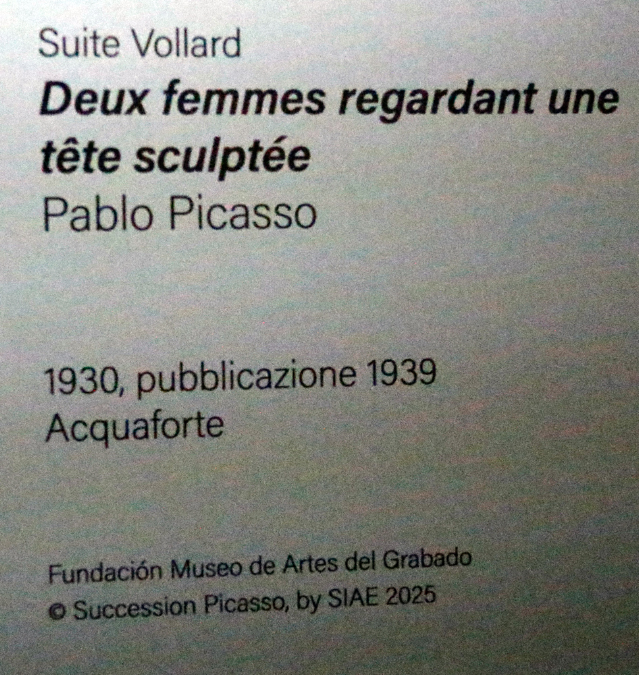 Suite Vollard
Deux femmes regardant une
tête sculptée
Pablo Picasso
1930, pubblicazione 1939
Acquaforte
Fundación Museo de Artes del Grabado
© Succession Picasso, by SIAE 2025